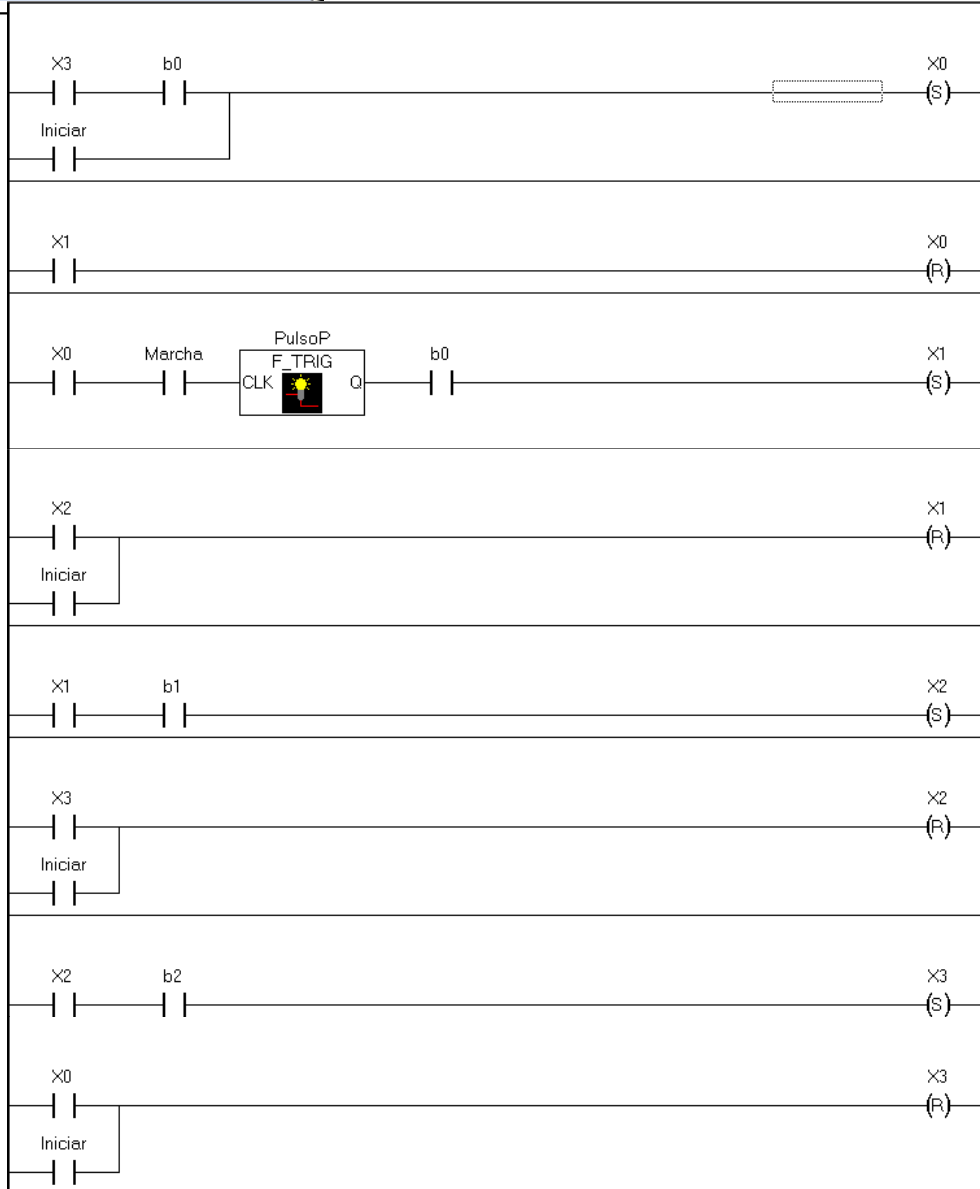 X3 b0 X0
(S)
Iniciar
X1 X0
(R)
PulsoP
X0 Marcha F_TRIG b0 X1
CLK Q (S)
X2 X1
(R)
Iniciar
X1 b1 X2
(S)
X3 X2
(R)
Iniciar
X2 b2 X3
(S)
X0 X3
(R)
Iniciar